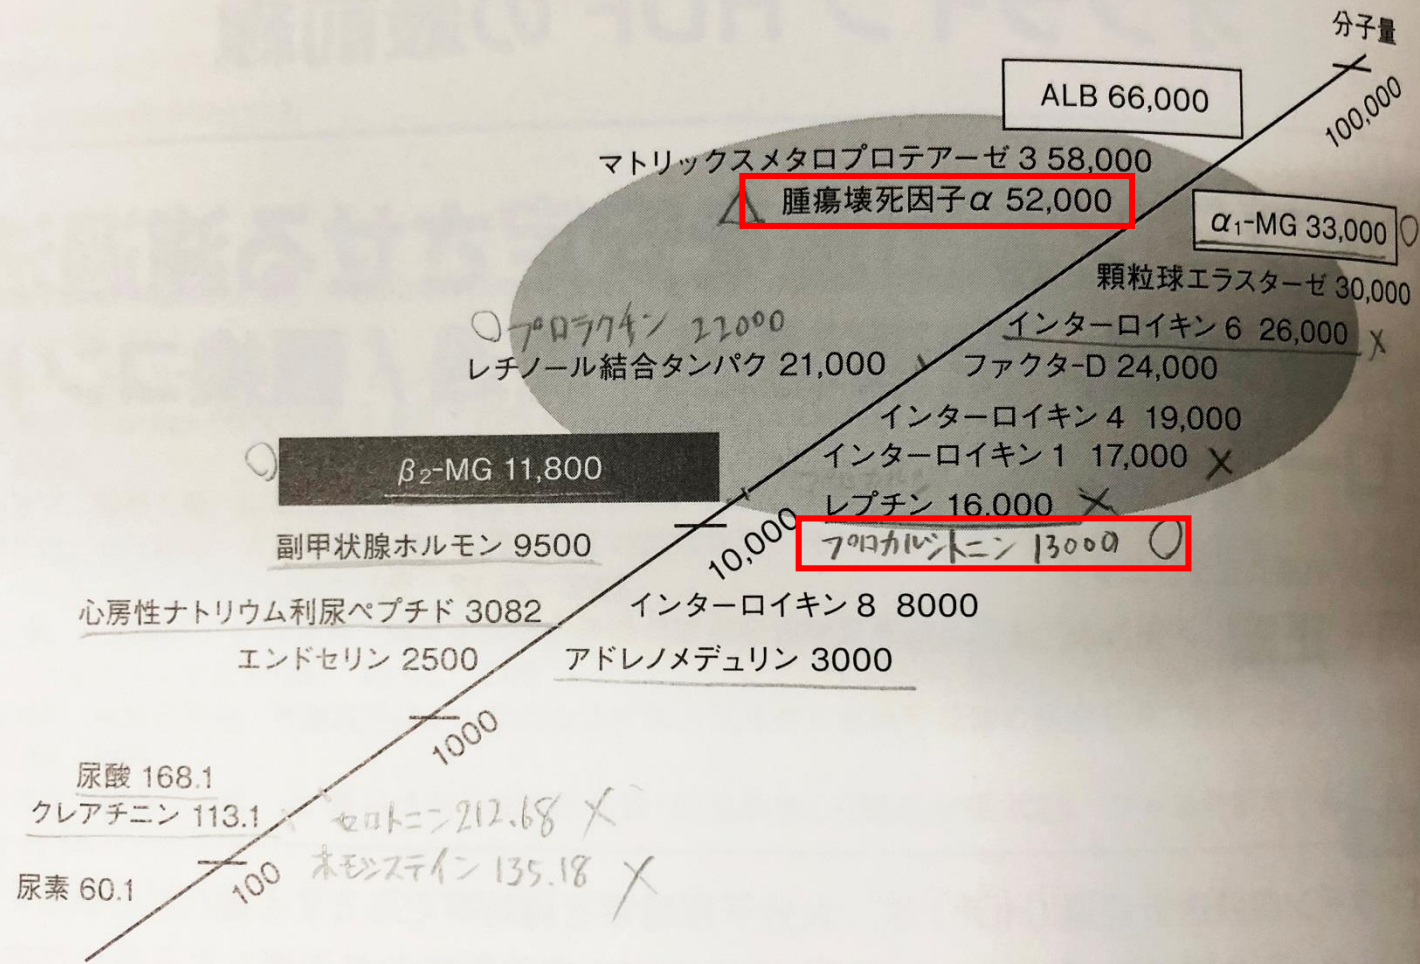 分子量
100,000
ALB 66,000
マトリックスメタロプロテアーゼ 3 58,000
△ 腫瘍壊死因子α 52,000
α₁-MG 33,000 ○
顆粒球エラスターゼ 30,000
○ プロラクチン 22000
インターロイキン 6 26,000 ×
レチノール結合タンパク 21,000
ファクタ-D 24,000
インターロイキン 4 19,000
○ β₂-MG 11,800
インターロイキン 1 17,000 ×
レプチン 16,000 ×
10,000
プロカルシトニン 13000 ○
副甲状腺ホルモン 9500
心房性ナトリウム利尿ペプチド 3082
インターロイキン 8 8000
エンドセリン 2500
アドレノメデュリン 3000
1000
尿酸 168.1
クレアチニン 113.1
セロトニン 212.68 ×
ホモシステイン 135.18 ×
尿素 60.1
100